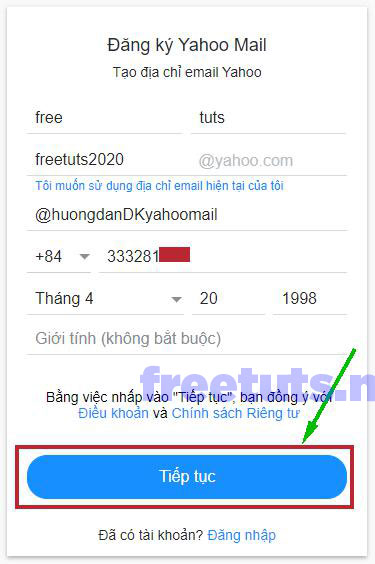 Đăng ký Yahoo Mail
Tạo địa chỉ email Yahoo
free tuts
freetuts2020 @yahoo.com
Tôi muốn sử dụng địa chỉ email hiện tại của tôi
@huongdanDKyahoomail
+84 333281
Tháng 4 20 1998
Giới tính (không bắt buộc)
freetuts.n
Bằng việc nhấp vào "Tiếp tục", bạn đồng ý với
Điều khoản và Chính sách Riêng tư
Tiếp tục
Đã có tài khoản? Đăng nhập